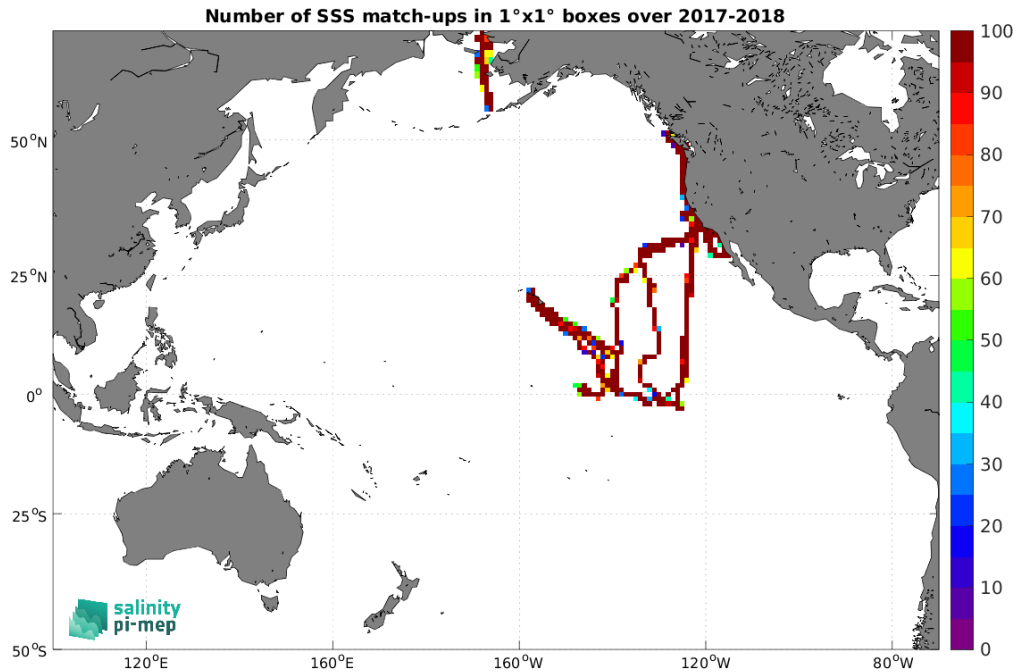 Number of SSS match-ups in 1°x1° boxes over 2017-2018
100
90
80
70
60
50
40
30
20
10
0
50°N
25°N
0°
25°S
50°S
120°E
160°E
160°W
120°W
80°W
salinity
pi-mep